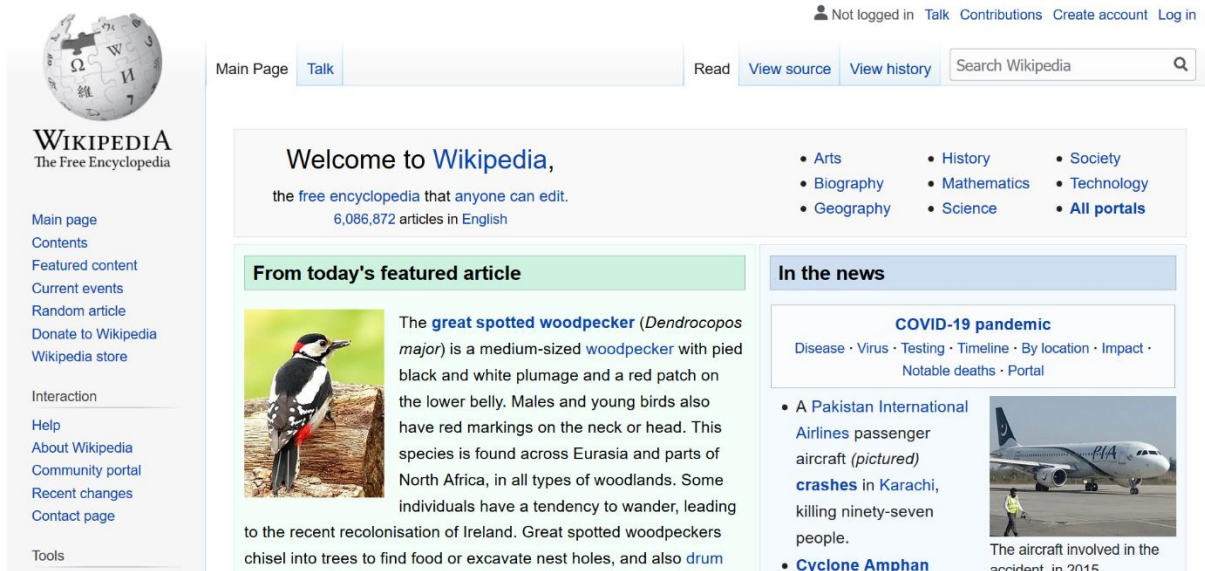 Not logged in Talk Contributions Create account Log in
WIKIPEDIA
The Free Encyclopedia
Main Page Talk
Read View source View history Search Wikipedia
Main page
Contents
Featured content
Current events
Random article
Donate to Wikipedia
Wikipedia store
Interaction
Help
About Wikipedia
Community portal
Recent changes
Contact page
Tools
Welcome to Wikipedia,
the free encyclopedia that anyone can edit.
6,086,872 articles in English
• Arts
• Biography
• Geography
• History
• Mathematics
• Science
• Society
• Technology
• All portals
From today's featured article
The great spotted woodpecker (Dendrocopos
major) is a medium-sized woodpecker with pied
black and white plumage and a red patch on
the lower belly. Males and young birds also
have red markings on the neck or head. This
species is found across Eurasia and parts of
North Africa, in all types of woodlands. Some
individuals have a tendency to wander, leading
to the recent recolonisation of Ireland. Great spotted woodpeckers
chisel into trees to find food or excavate nest holes, and also drum
In the news
COVID-19 pandemic
Disease · Virus · Testing · Timeline · By location · Impact ·
Notable deaths · Portal
• A Pakistan International
Airlines passenger
aircraft (pictured)
crashes in Karachi,
killing ninety-seven
people.
• Cyclone Amphan
PIA
The aircraft involved in the
accident, in 2015